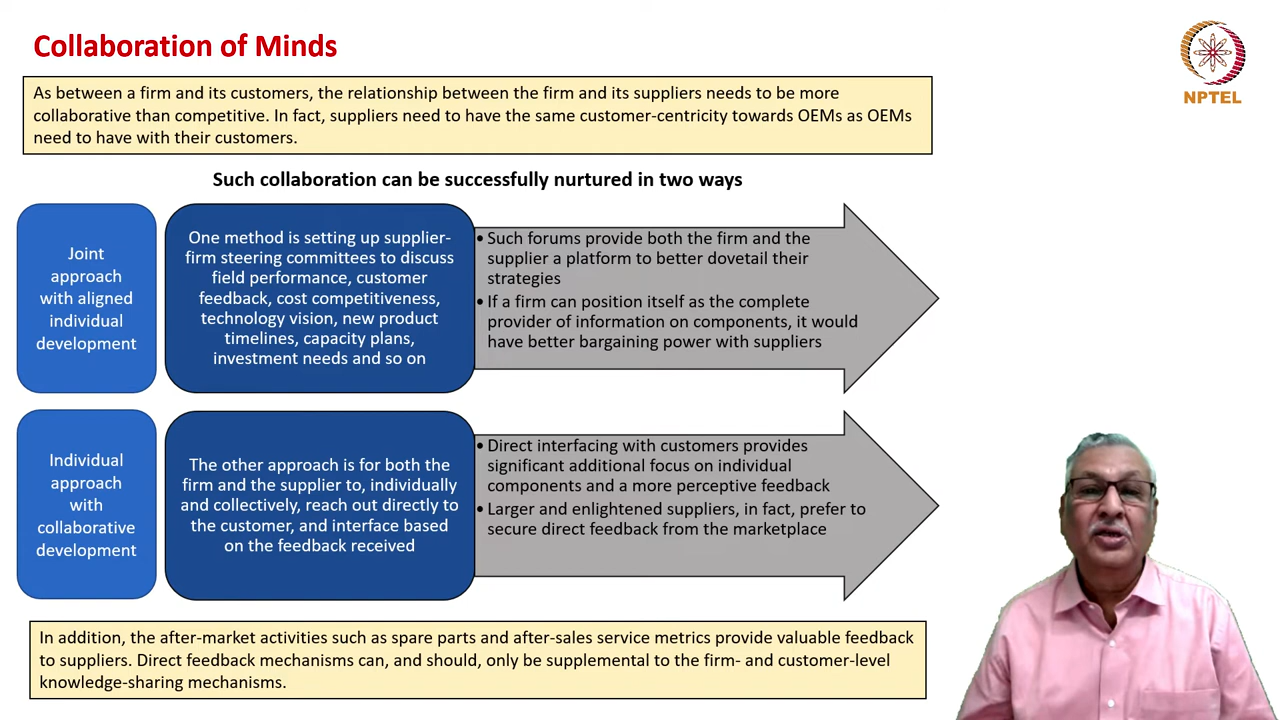 Collaboration of Minds
NPTEL
As between a firm and its customers, the relationship between the firm and its suppliers needs to be more
collaborative than competitive. In fact, suppliers need to have the same customer-centricity towards OEMs as OEMs
need to have with their customers.
Such collaboration can be successfully nurtured in two ways
Joint
approach
with aligned
individual
development
One method is setting up supplier-
firm steering committees to discuss
field performance, customer
feedback, cost competitiveness,
technology vision, new product
timelines, capacity plans,
investment needs and so on
• Such forums provide both the firm and the
supplier a platform to better dovetail their
strategies
• If a firm can position itself as the complete
provider of information on components, it would
have better bargaining power with suppliers
Individual
approach
with
collaborative
development
The other approach is for both the
firm and the supplier to, individually
and collectively, reach out directly to
the customer, and interface based
on the feedback received
• Direct interfacing with customers provides
significant additional focus on individual
components and a more perceptive feedback
• Larger and enlightened suppliers, in fact, prefer to
secure direct feedback from the marketplace
In addition, the after-market activities such as spare parts and after-sales service metrics provide valuable feedback
to suppliers. Direct feedback mechanisms can, and should, only be supplemental to the firm- and customer-level
knowledge-sharing mechanisms.